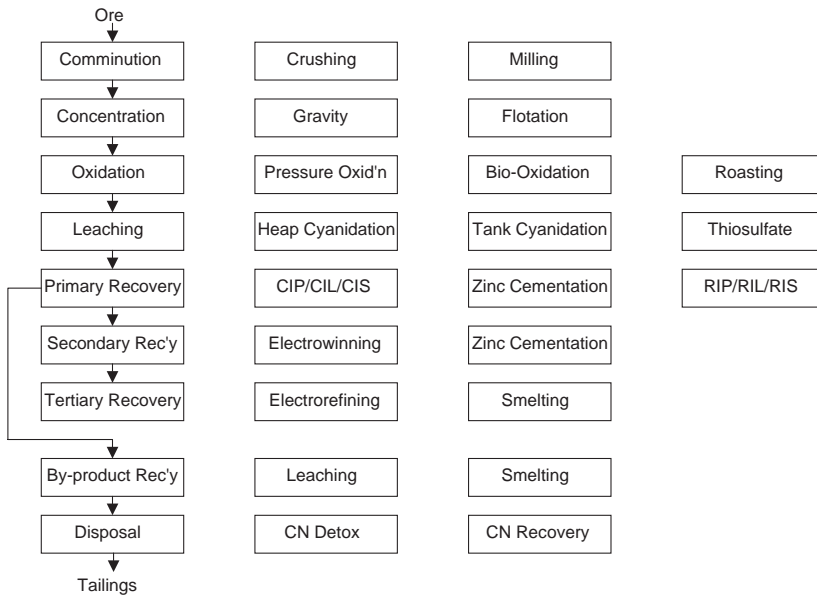 Ore
Comminution Crushing Milling
Concentration Gravity Flotation
Oxidation Pressure Oxid'n Bio-Oxidation Roasting
Leaching Heap Cyanidation Tank Cyanidation Thiosulfate
Primary Recovery CIP/CIL/CIS Zinc Cementation RIP/RIL/RIS
Secondary Rec'y Electrowinning Zinc Cementation
Tertiary Recovery Electrorefining Smelting
By-product Rec'y Leaching Smelting
Disposal CN Detox CN Recovery
Tailings